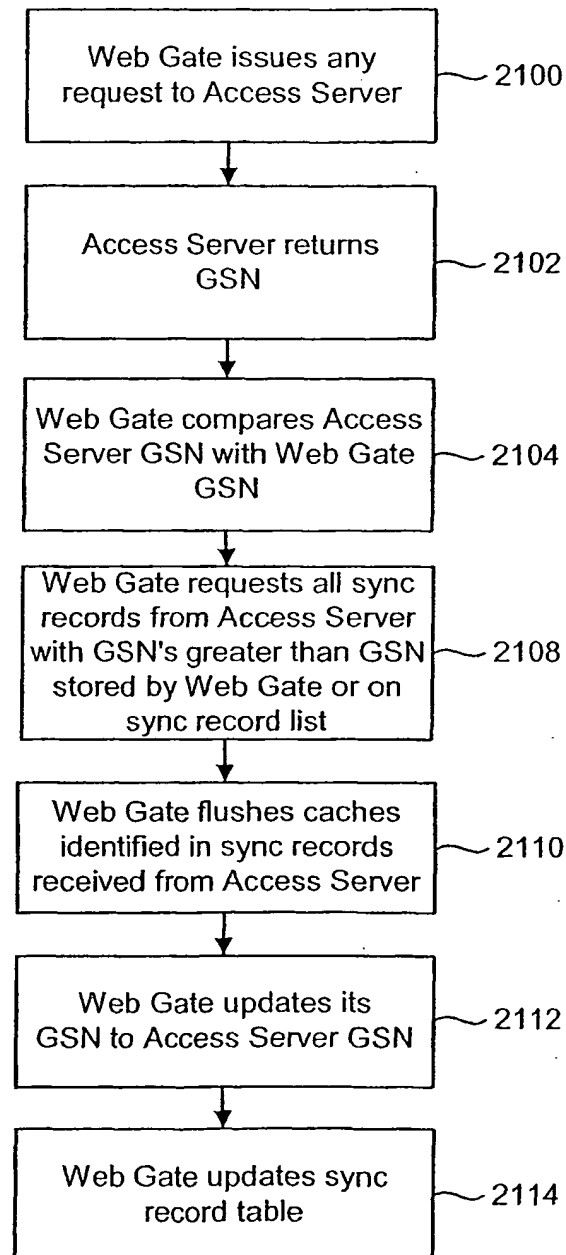 Web Gate issues any
request to Access Server
2100
Access Server returns
GSN
2102
Web Gate compares Access
Server GSN with Web Gate
GSN
2104
Web Gate requests all sync
records from Access Server
with GSN's greater than GSN
stored by Web Gate or on
sync record list
2108
Web Gate flushes caches
identified in sync records
received from Access Server
2110
Web Gate updates its
GSN to Access Server GSN
2112
Web Gate updates sync
record table
2114